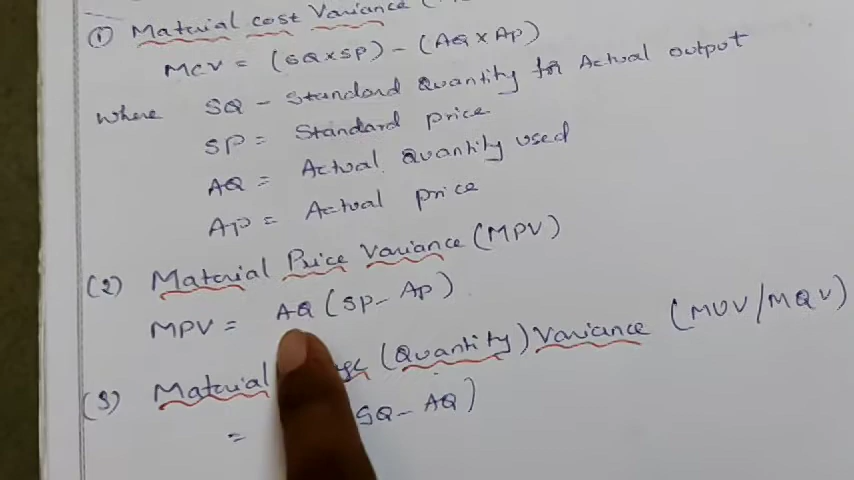 (1) Material cost Variance (
MCV = (SQ×SP) - (AQ×AP)
Where SQ - Standard Quantity for Actual output
SP = Standard price
AQ = Actual Quantity used
AP = Actual price
(2) Material Price Variance (MPV)
MPV = AQ (SP - AP)
(3) Material (Quantity) Variance (MUV/MQV)
= SQ - AQ)